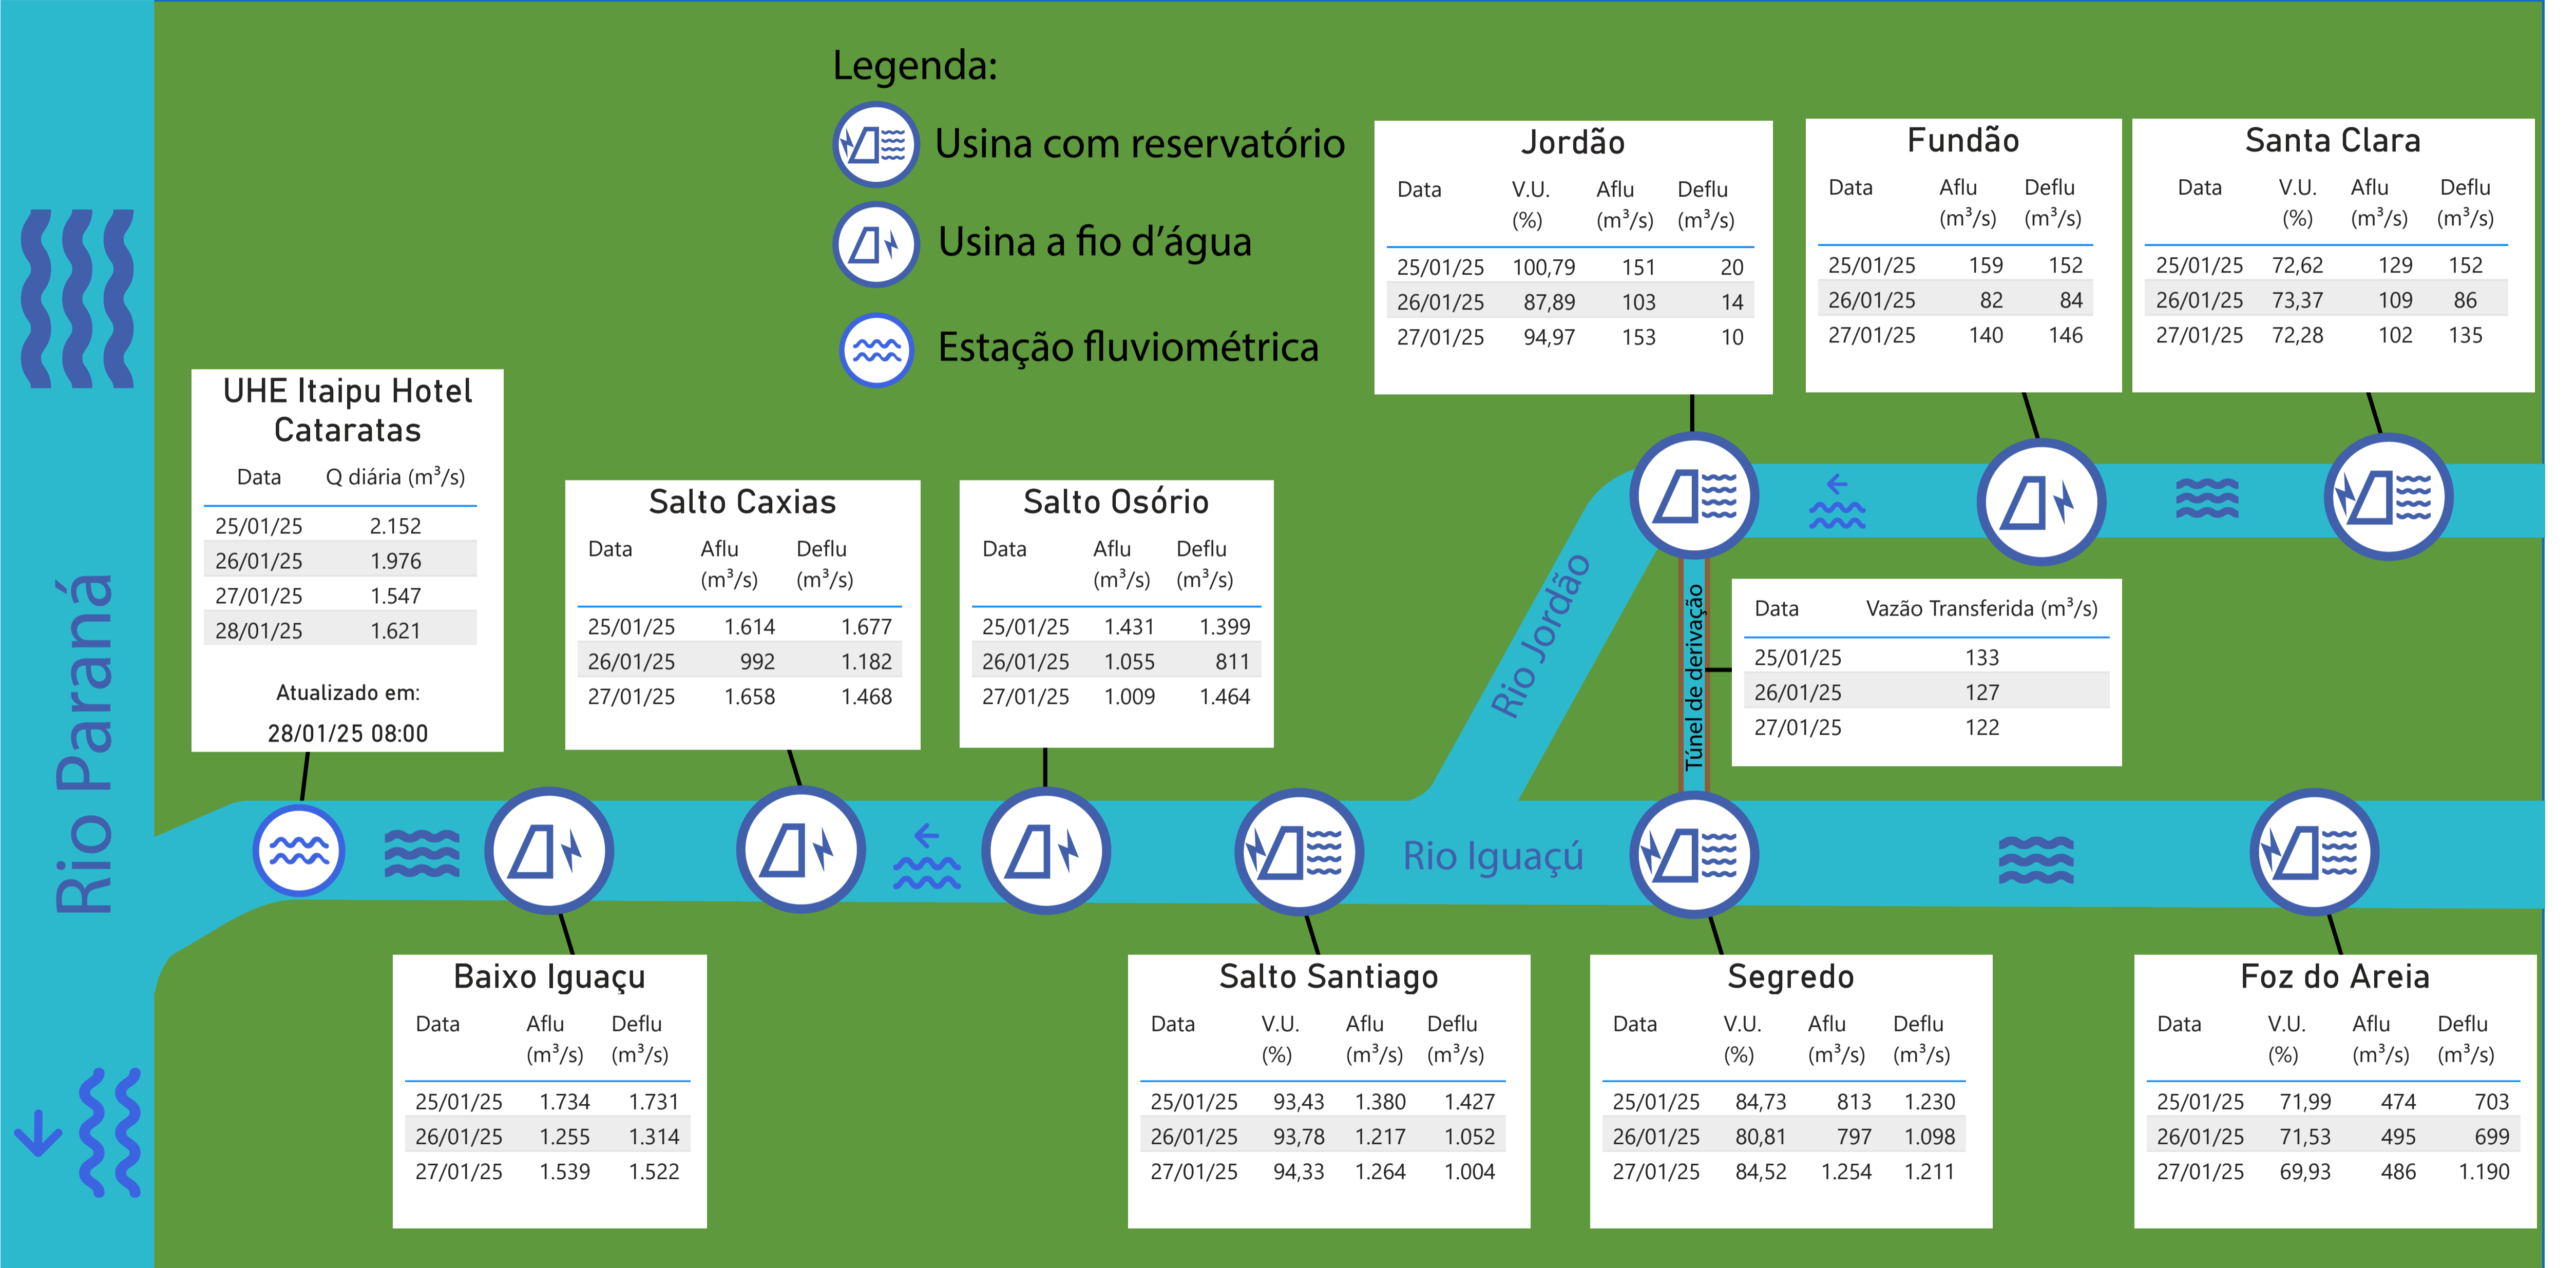 Legenda:
Usina com reservatório
Usina a fio d’água
Estação fluviométrica
Jordão
Data V.U. Aflu Deflu
(%) (m³/s) (m³/s)
25/01/25 100,79 151 20
26/01/25 87,89 103 14
27/01/25 94,97 153 10
Fundão
Data Aflu Deflu
(m³/s) (m³/s)
25/01/25 159 152
26/01/25 82 84
27/01/25 140 146
Santa Clara
Data V.U. Aflu Deflu
(%) (m³/s) (m³/s)
25/01/25 72,62 129 152
26/01/25 73,37 109 86
27/01/25 72,28 102 135
UHE Itaipu Hotel
Cataratas
Data Q diária (m³/s)
25/01/25 2.152
26/01/25 1.976
27/01/25 1.547
28/01/25 1.621
Atualizado em:
28/01/25 08:00
Salto Caxias
Data Aflu Deflu
(m³/s) (m³/s)
25/01/25 1.614 1.677
26/01/25 992 1.182
27/01/25 1.658 1.468
Salto Osório
Data Aflu Deflu
(m³/s) (m³/s)
25/01/25 1.431 1.399
26/01/25 1.055 811
27/01/25 1.009 1.464
Rio Jordão
Túnel de derivação
Data Vazão Transferida (m³/s)
25/01/25 133
26/01/25 127
27/01/25 122
Rio Paraná
Rio Iguaçú
Baixo Iguaçu
Data Aflu Deflu
(m³/s) (m³/s)
25/01/25 1.734 1.731
26/01/25 1.255 1.314
27/01/25 1.539 1.522
Salto Santiago
Data V.U. Aflu Deflu
(%) (m³/s) (m³/s)
25/01/25 93,43 1.380 1.427
26/01/25 93,78 1.217 1.052
27/01/25 94,33 1.264 1.004
Segredo
Data V.U. Aflu Deflu
(%) (m³/s) (m³/s)
25/01/25 84,73 813 1.230
26/01/25 80,81 797 1.098
27/01/25 84,52 1.254 1.211
Foz do Areia
Data V.U. Aflu Deflu
(%) (m³/s) (m³/s)
25/01/25 71,99 474 703
26/01/25 71,53 495 699
27/01/25 69,93 486 1.190